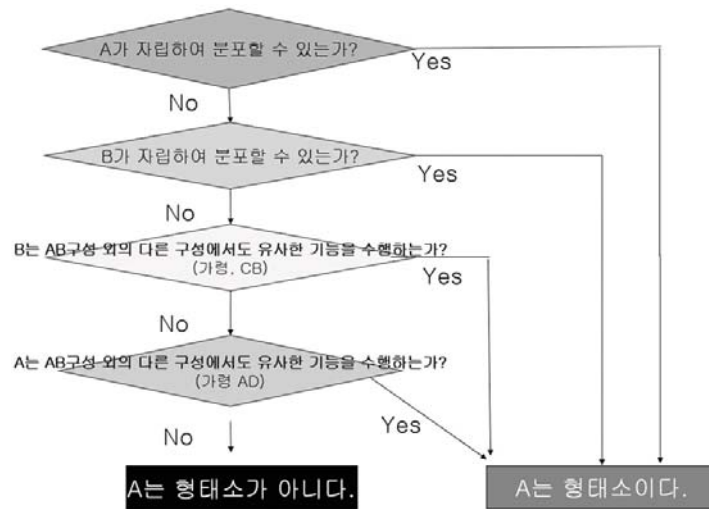 A가 자립하여 분포할 수 있는가?
Yes
No
B가 자립하여 분포할 수 있는가?
Yes
No
B는 AB구성 외의 다른 구성에서도 유사한 기능을 수행하는가?
(가령, CB)
Yes
No
A는 AB구성 외의 다른 구성에서도 유사한 기능을 수행하는가?
(가령 AD)
Yes
No
A는 형태소가 아니다.
A는 형태소이다.